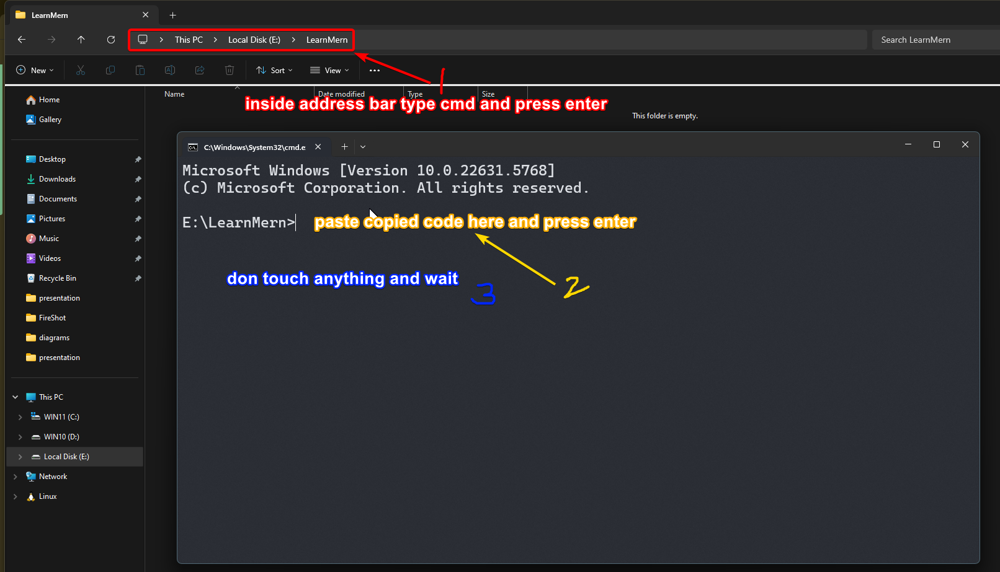 LearnMern
This PC > Local Disk (E:) > LearnMern
Search LearnMern
New
Sort
View
Name
Date modified
Type
Size
1
inside address bar type cmd and press enter
This folder is empty.
Home
Gallery
Desktop
Downloads
Documents
Pictures
Music
Videos
Recycle Bin
presentation
FireShot
diagrams
presentation
This PC
WIN11 (C:)
WIN10 (D:)
Local Disk (E:)
Network
Linux
C:\Windows\System32\cmd.e
Microsoft Windows [Version 10.0.22631.5768]
(c) Microsoft Corporation. All rights reserved.
E:\LearnMern>
paste copied code here and press enter
2
don touch anything and wait
3